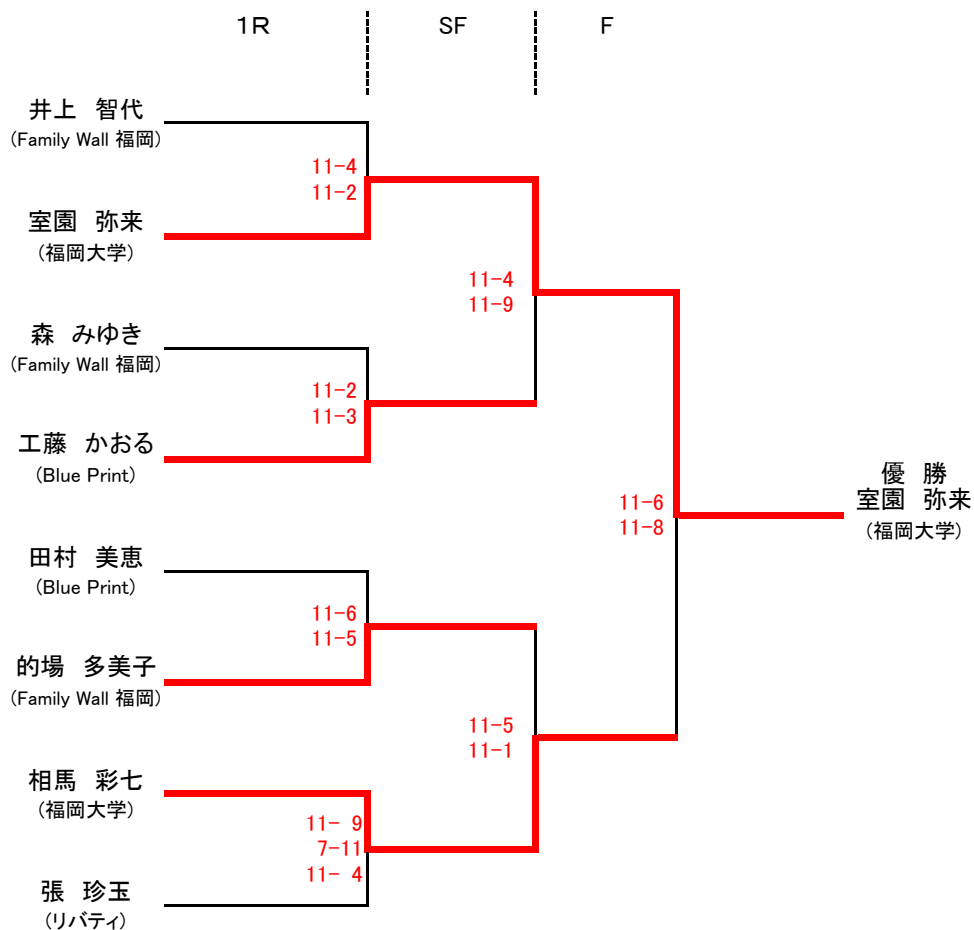 1R SF F
井上 智代
(Family Wall 福岡)
11-4
11-2
室園 弥来
(福岡大学)
11-4
11-9
森 みゆき
(Family Wall 福岡)
11-2
11-3
工藤 かおる
(Blue Print)
11-6
11-8
優 勝
室園 弥来
(福岡大学)
田村 美恵
(Blue Print)
11-6
11-5
的場 多美子
(Family Wall 福岡)
11-5
11-1
相馬 彩七
(福岡大学)
11- 9
7-11
11- 4
張 珍玉
(リバティ)